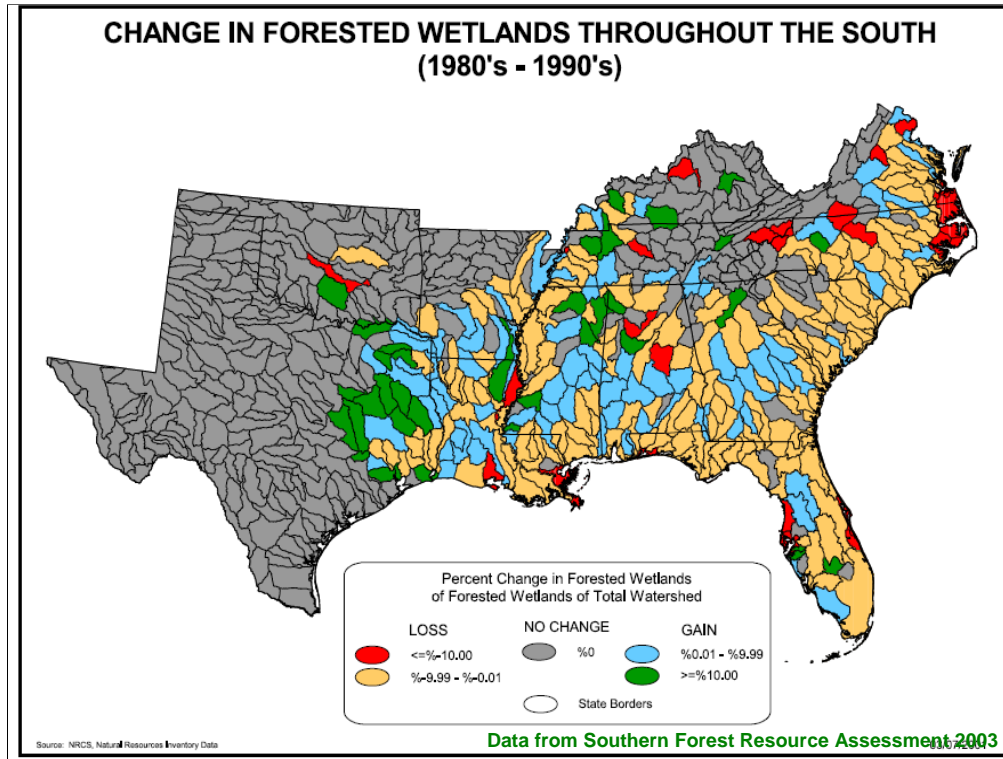 CHANGE IN FORESTED WETLANDS THROUGHOUT THE SOUTH
(1980's - 1990's)
Percent Change in Forested Wetlands
of Forested Wetlands of Total Watershed
LOSS
<=%-10.00
%-9.99 - %-0.01
NO CHANGE
%0
GAIN
%0.01 - %9.99
>=%10.00
State Borders
Source: NRCS, Natural Resources Inventory Data
Data from Southern Forest Resource Assessment 2003